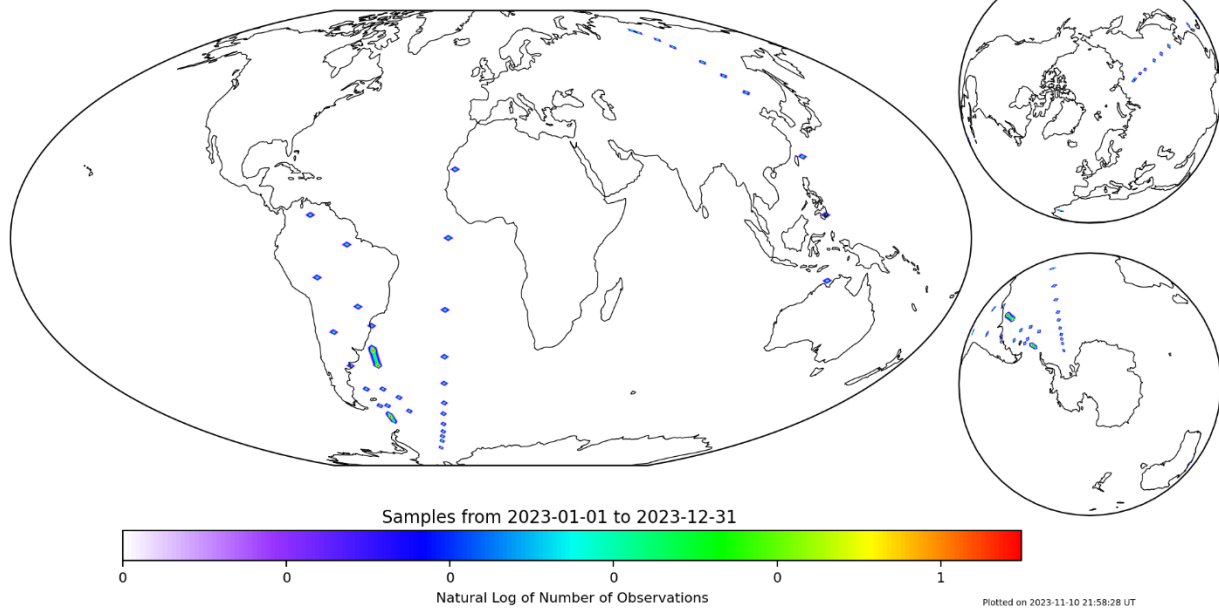 Samples from 2023-01-01 to 2023-12-31
0 0 0 0 0 1
Natural Log of Number of Observations
Plotted on 2023-11-10 21:58:28 UT